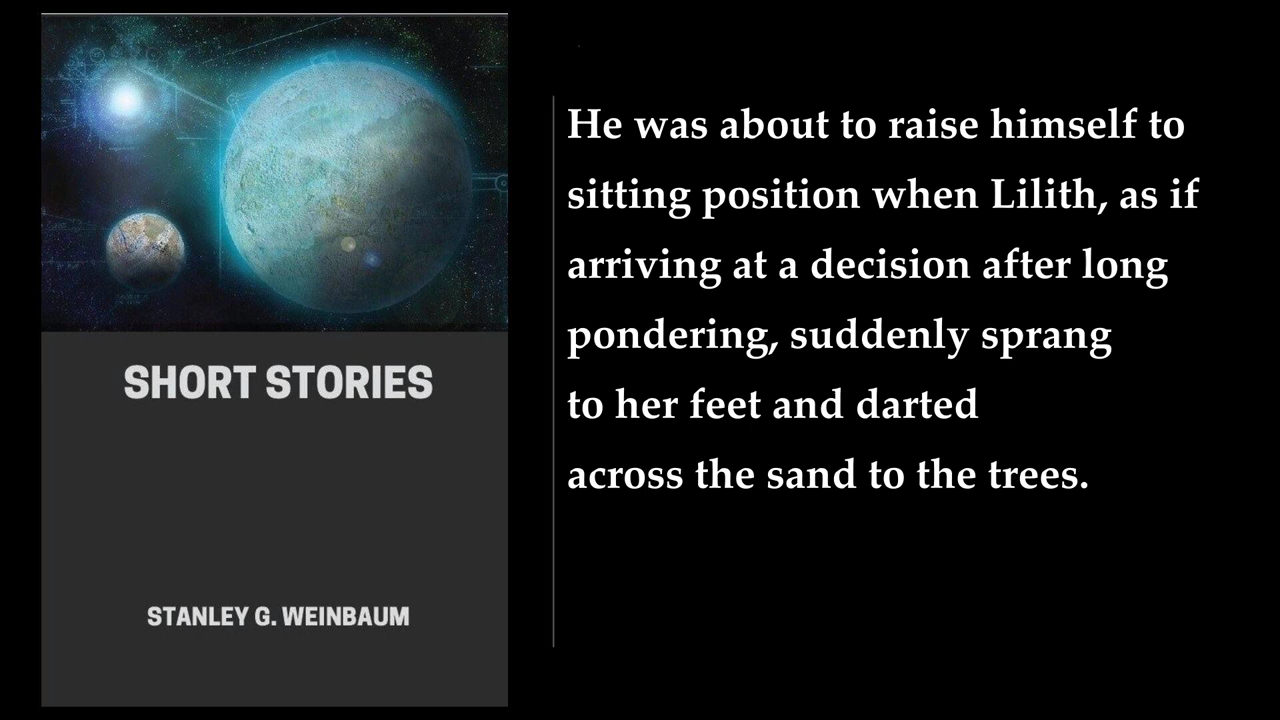 SHORT STORIES
STANLEY G. WEINBAUM
He was about to raise himself to
sitting position when Lilith, as if
arriving at a decision after long
pondering, suddenly sprang
to her feet and darted
across the sand to the trees.